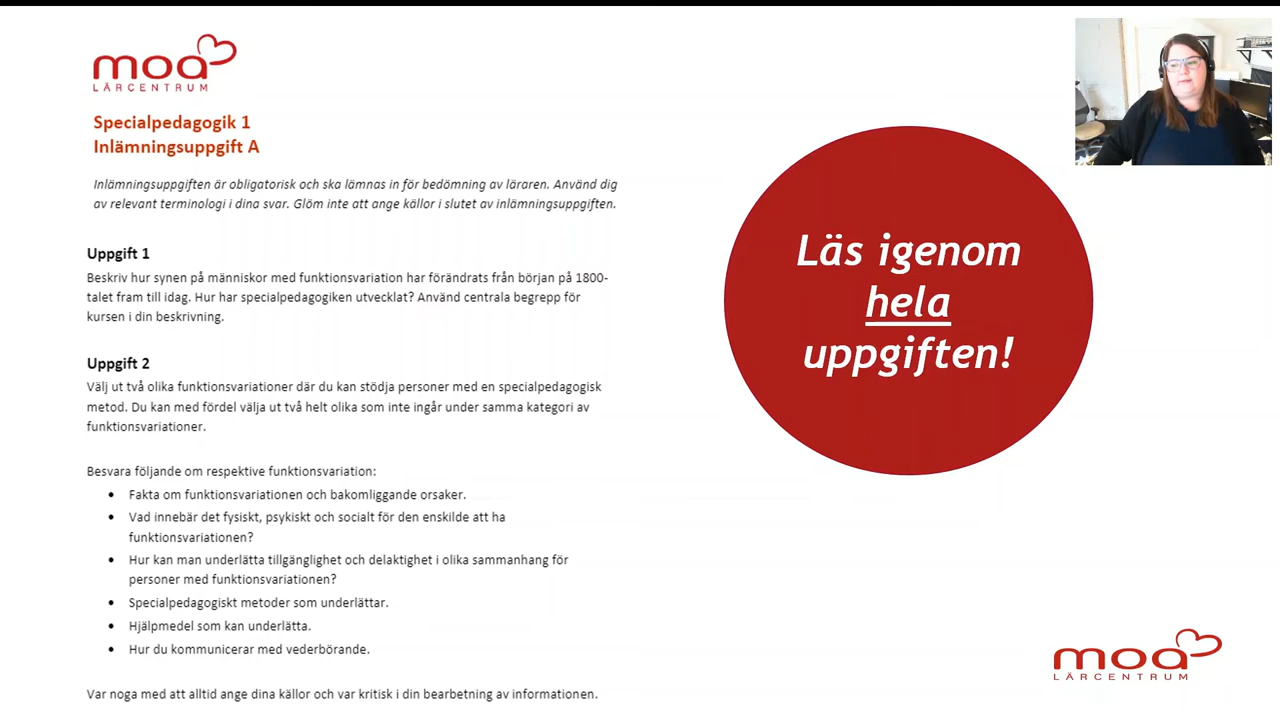 moa
LÄRCENTRUM
Specialpedagogik 1
Inlämningsuppgift A
Inlämningsuppgiften är obligatorisk och ska lämnas in för bedömning av läraren. Använd dig
av relevant terminologi i dina svar. Glöm inte att ange källor i slutet av inlämningsuppgiften.
Uppgift 1
Beskriv hur synen på människor med funktionsvariation har förändrats från början på 1800-
talet fram till idag. Hur har specialpedagogiken utvecklat? Använd centrala begrepp för
kursen i din beskrivning.
Uppgift 2
Välj ut två olika funktionsvariationer där du kan stödja personer med en specialpedagogisk
metod. Du kan med fördel välja ut två helt olika som inte ingår under samma kategori av
funktionsvariationer.
Besvara följande om respektive funktionsvariation:
• Fakta om funktionsvariationen och bakomliggande orsaker.
• Vad innebär det fysiskt, psykiskt och socialt för den enskilde att ha
funktionsvariationen?
• Hur kan man underlätta tillgänglighet och delaktighet i olika sammanhang för
personer med funktionsvariationen?
• Specialpedagogiskt metoder som underlättar.
• Hjälpmedel som kan underlätta.
• Hur du kommunicerar med vederbörande.
Var noga med att alltid ange dina källor och var kritisk i din bearbetning av informationen.
Läs igenom
hela
uppgiften!
moa
LÄRCENTRUM